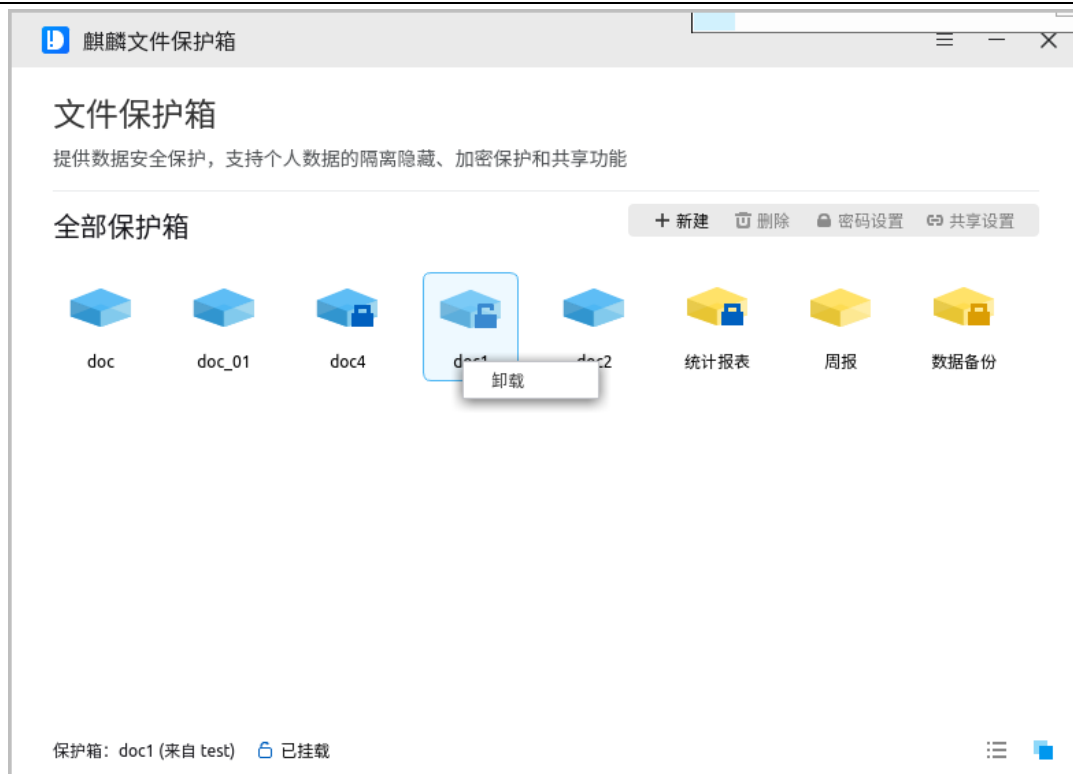 麒麟文件保护箱
文件保护箱
提供数据安全保护，支持个人数据的隔离隐藏、加密保护和共享功能
全部保护箱
新建 删除 密码设置 共享设置
doc doc_01 doc4 doc1 doc2 统计报表 周报 数据备份
卸载
保护箱：doc1 (来自 test) 已挂载